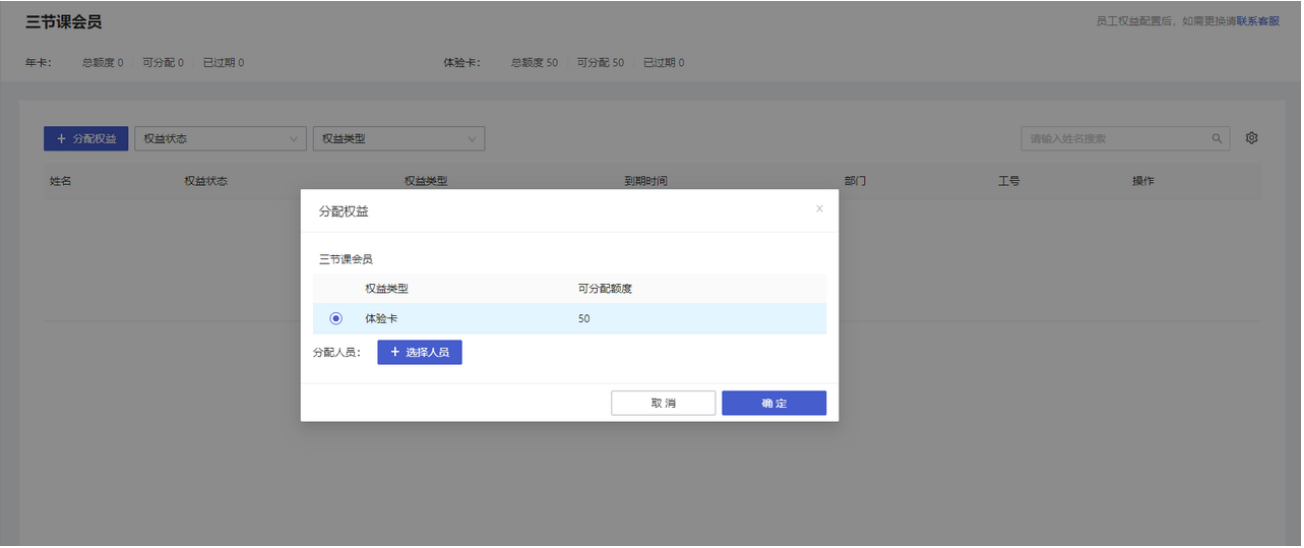 三节课会员
员工权益配置后，如需更换请联系客服
年卡： 总额度 0 可分配 0 已过期 0 体验卡： 总额度 50 可分配 50 已过期 0
+ 分配权益 权益状态 权益类型 请输入姓名搜索
姓名 权益状态 权益类型 到期时间 部门 工号 操作
分配权益 ×
三节课会员
权益类型 可分配额度
体验卡 50
分配人员： + 选择人员
取消 确定